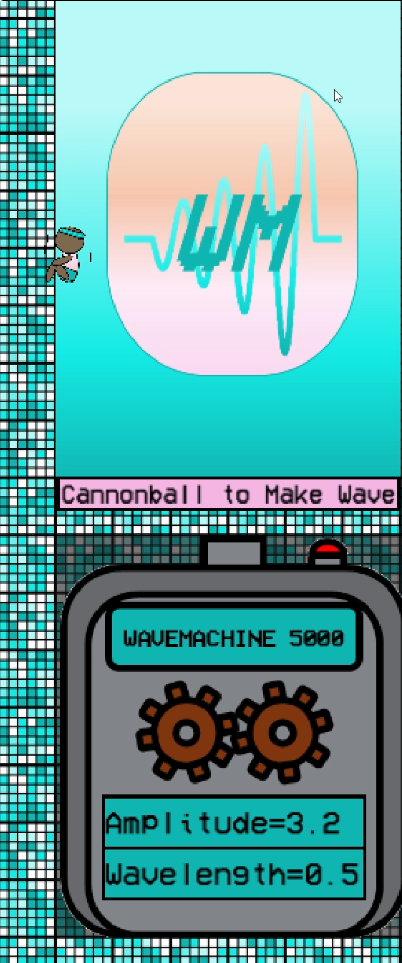 WM
Cannonball to Make Wave
WAVEMACHINE 5000
Amplitude=3.2
Wavelength=0.5